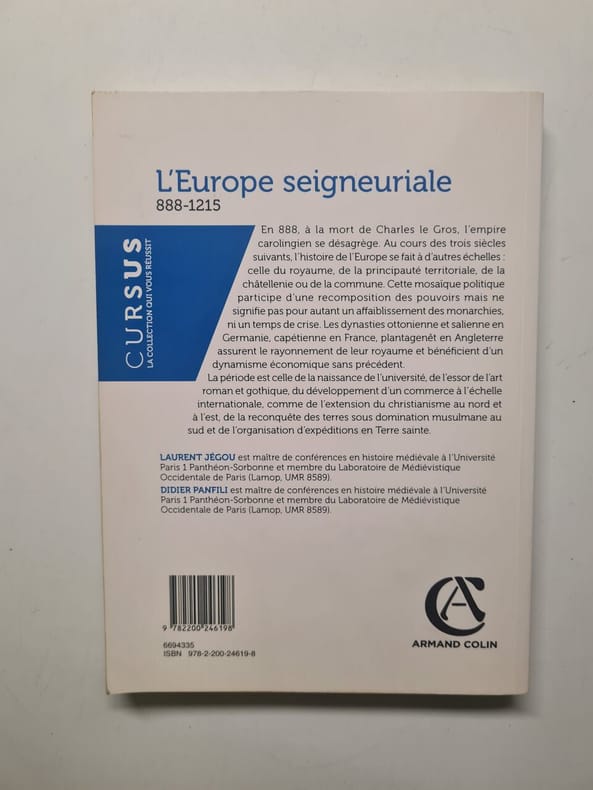 L'Europe seigneuriale
888-1215
CURSUS
LA COLLECTION QUI VOUS RÉUSSIT
En 888, à la mort de Charles le Gros, l'empire
carolingien se désagrège. Au cours des trois siècles
suivants, l'histoire de l'Europe se fait à d'autres échelles :
celle du royaume, de la principauté territoriale, de la
châtellenie ou de la commune. Cette mosaïque politique
participe d'une recomposition des pouvoirs mais ne
signifie pas pour autant un affaiblissement des monarchies,
ni un temps de crise. Les dynasties ottonienne et salienne en
Germanie, capétienne en France, plantagenêt en Angleterre
assurent le rayonnement de leur royaume et bénéficient d'un
dynamisme économique sans précédent.
La période est celle de la naissance de l'université, de l'essor de l'art
roman et gothique, du développement d'un commerce à l'échelle
internationale, comme de l'extension du christianisme au nord et
à l'est, de la reconquête des terres sous domination musulmane au
sud et de l'organisation d'expéditions en Terre sainte.
LAURENT JÉGOU est maître de conférences en histoire médiévale à l'Université
Paris 1 Panthéon-Sorbonne et membre du Laboratoire de Médiévistique
Occidentale de Paris (Lamop, UMR 8589).
DIDIER PANFILI est maître de conférences en histoire médiévale à l'Université
Paris 1 Panthéon-Sorbonne et membre du Laboratoire de Médiévistique
Occidentale de Paris (Lamop, UMR 8589).
9 782200 246198
6694335
ISBN 978-2-200-24619-8
AC
ARMAND COLIN